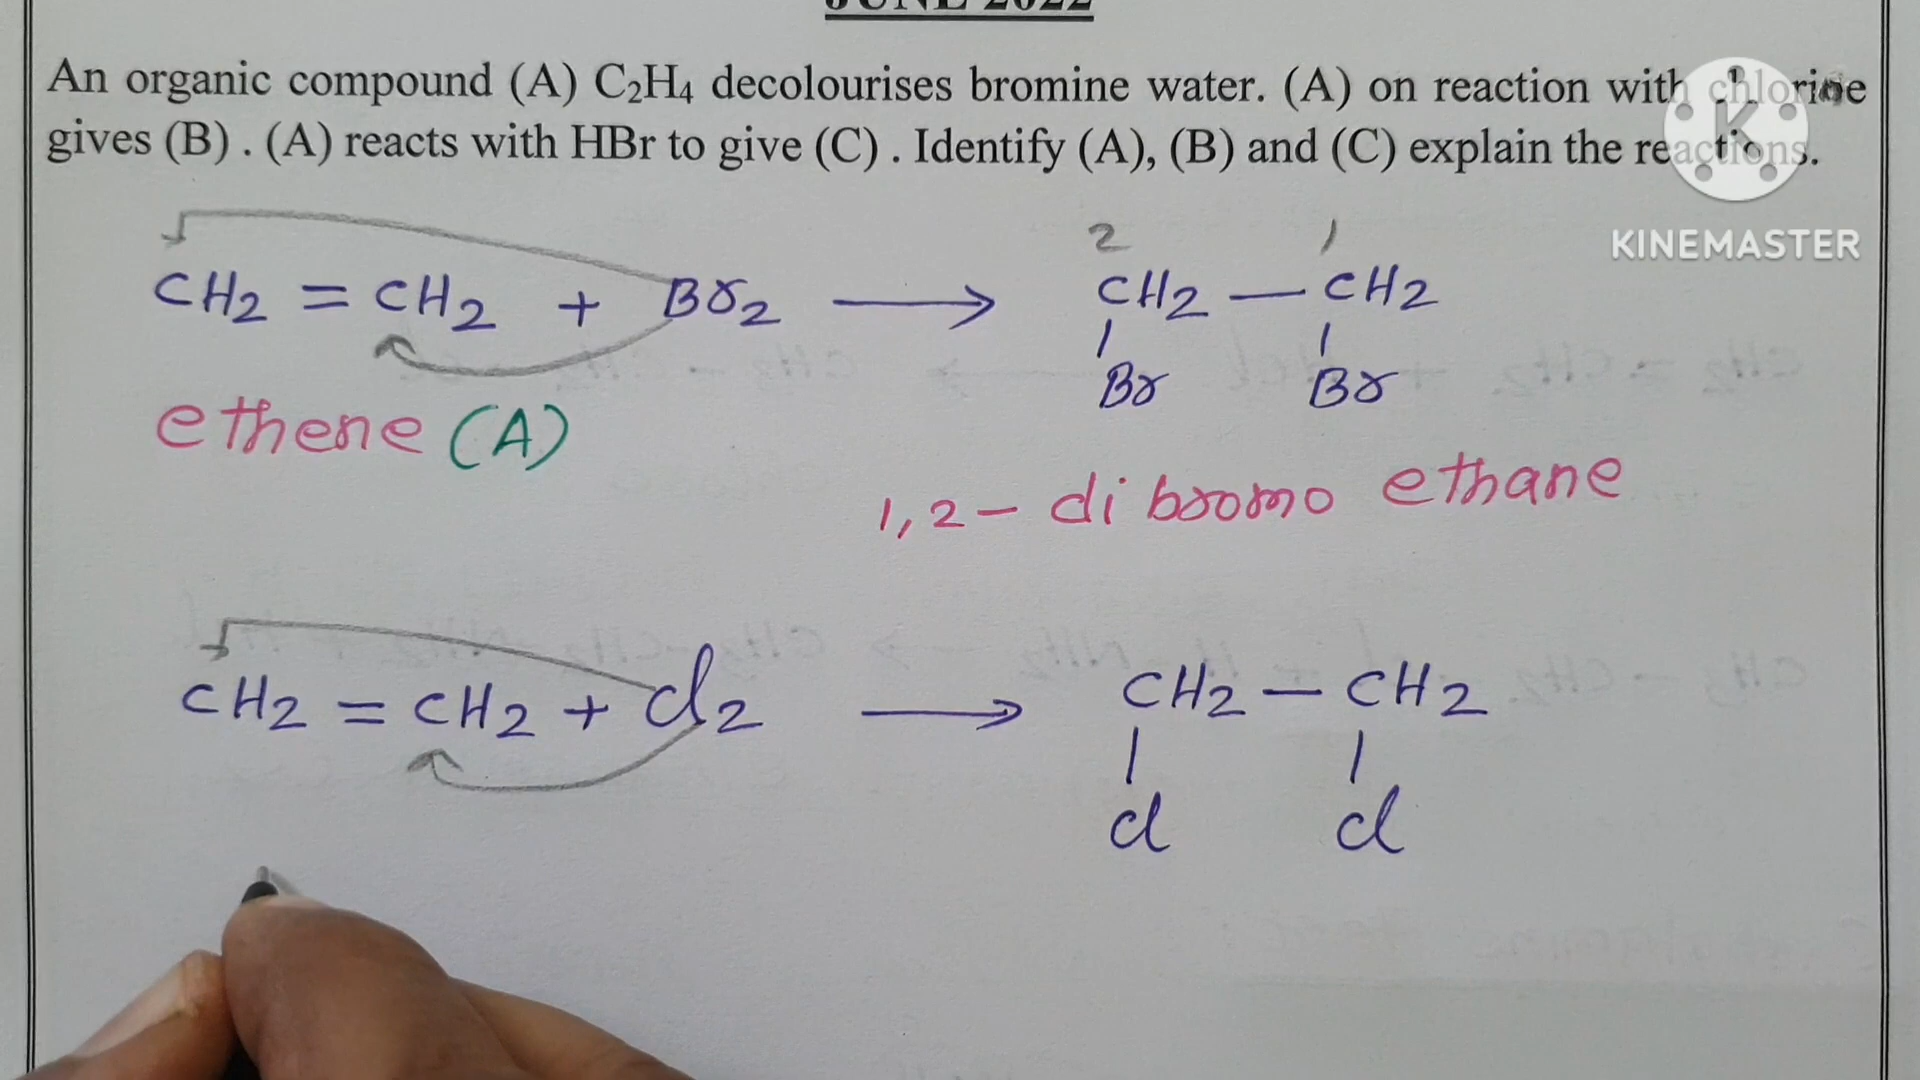 JUNE 2022
An organic compound (A) C₂H₄ decolourises bromine water. (A) on reaction with chlorine
gives (B) . (A) reacts with HBr to give (C) . Identify (A), (B) and (C) explain the reactions.
KINEMASTER
2 1
CH2 = CH2 + Br2 → CH2 — CH2
Br Br
ethene (A)
1,2 - di bromo ethane
CH2 = CH2 + Cl2 → CH2 — CH2
Cl Cl